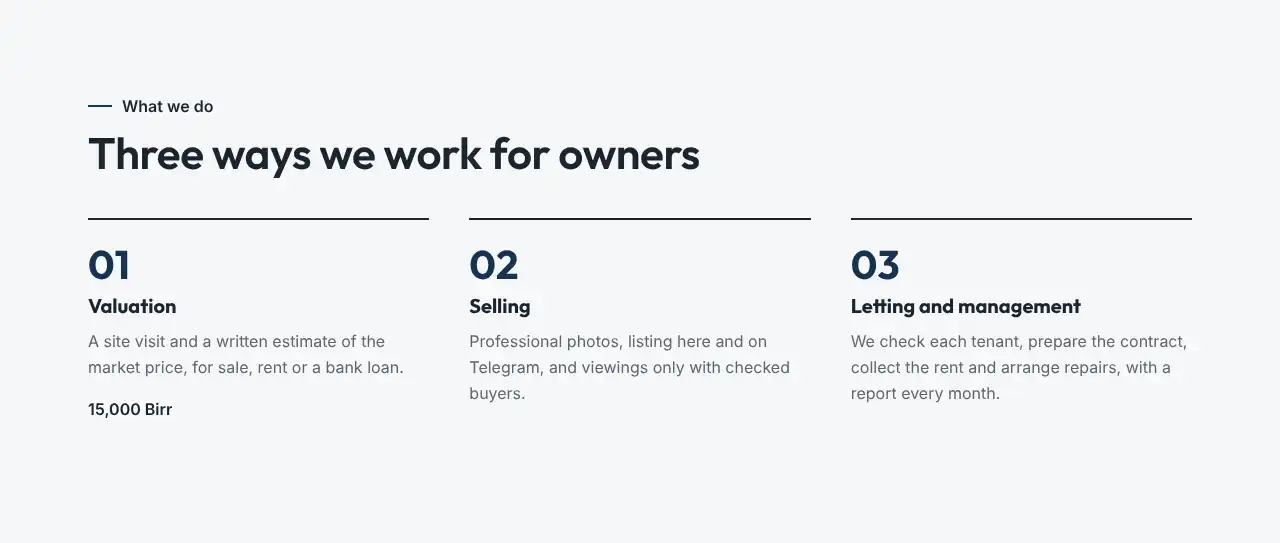 What we do
Three ways we work for owners
01
Valuation
A site visit and a written estimate of the
market price, for sale, rent or a bank loan.
15,000 Birr
02
Selling
Professional photos, listing here and on
Telegram, and viewings only with checked
buyers.
03
Letting and management
We check each tenant, prepare the contract,
collect the rent and arrange repairs, with a
report every month.